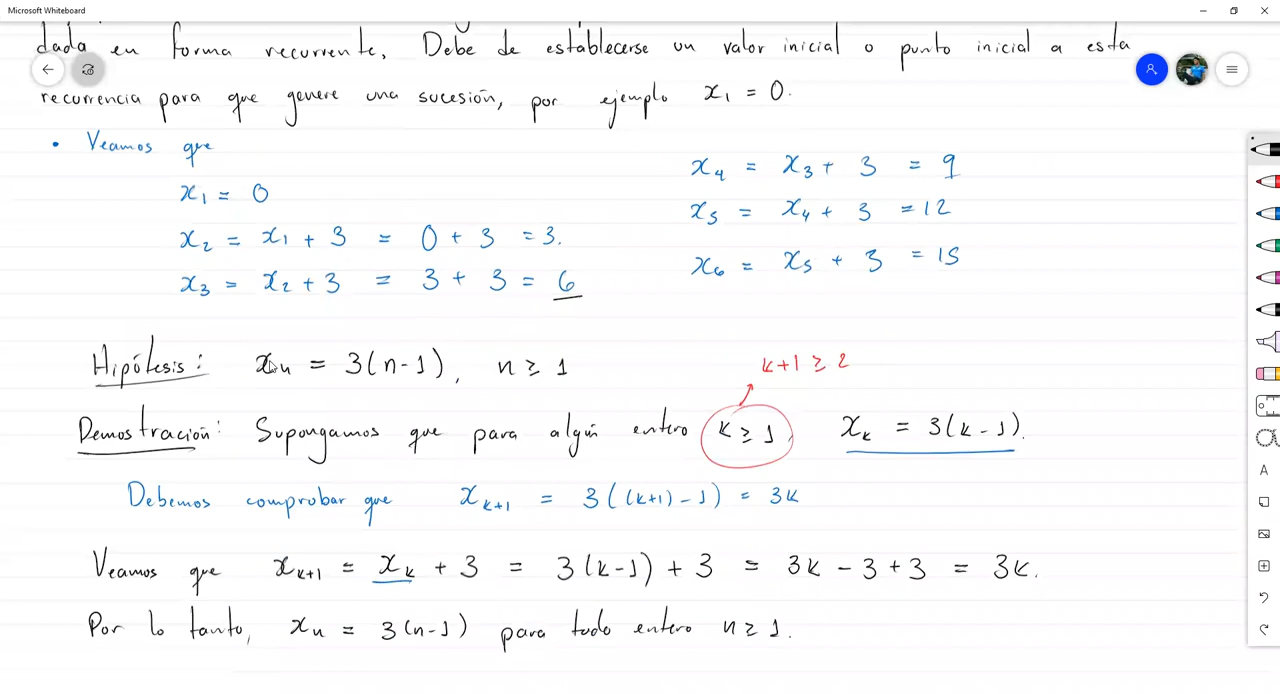 Microsoft Whiteboard
dada en forma recurrente. Debe de establecerse un valor inicial o punto inicial a esta
recurrencia para que genere una sucesión, por ejemplo x₁ = 0.
• Veamos que
x₁ = 0
x₂ = x₁ + 3 = 0 + 3 = 3.
x₃ = x₂ + 3 = 3 + 3 = 6
x₄ = x₃ + 3 = 9
x₅ = x₄ + 3 = 12
x₆ = x₅ + 3 = 15
Hipótesis: xₙ = 3(n-1), n ≥ 1
k+1 ≥ 2
Demostración: Supongamos que para algún entero k ≥ 1, xₖ = 3(k-1).
Debemos comprobar que xₖ₊₁ = 3((k+1)-1) = 3k
Veamos que xₖ₊₁ = xₖ + 3 = 3(k-1) + 3 = 3k - 3 + 3 = 3k.
Por lo tanto, xₙ = 3(n-1) para todo entero n ≥ 1.
A